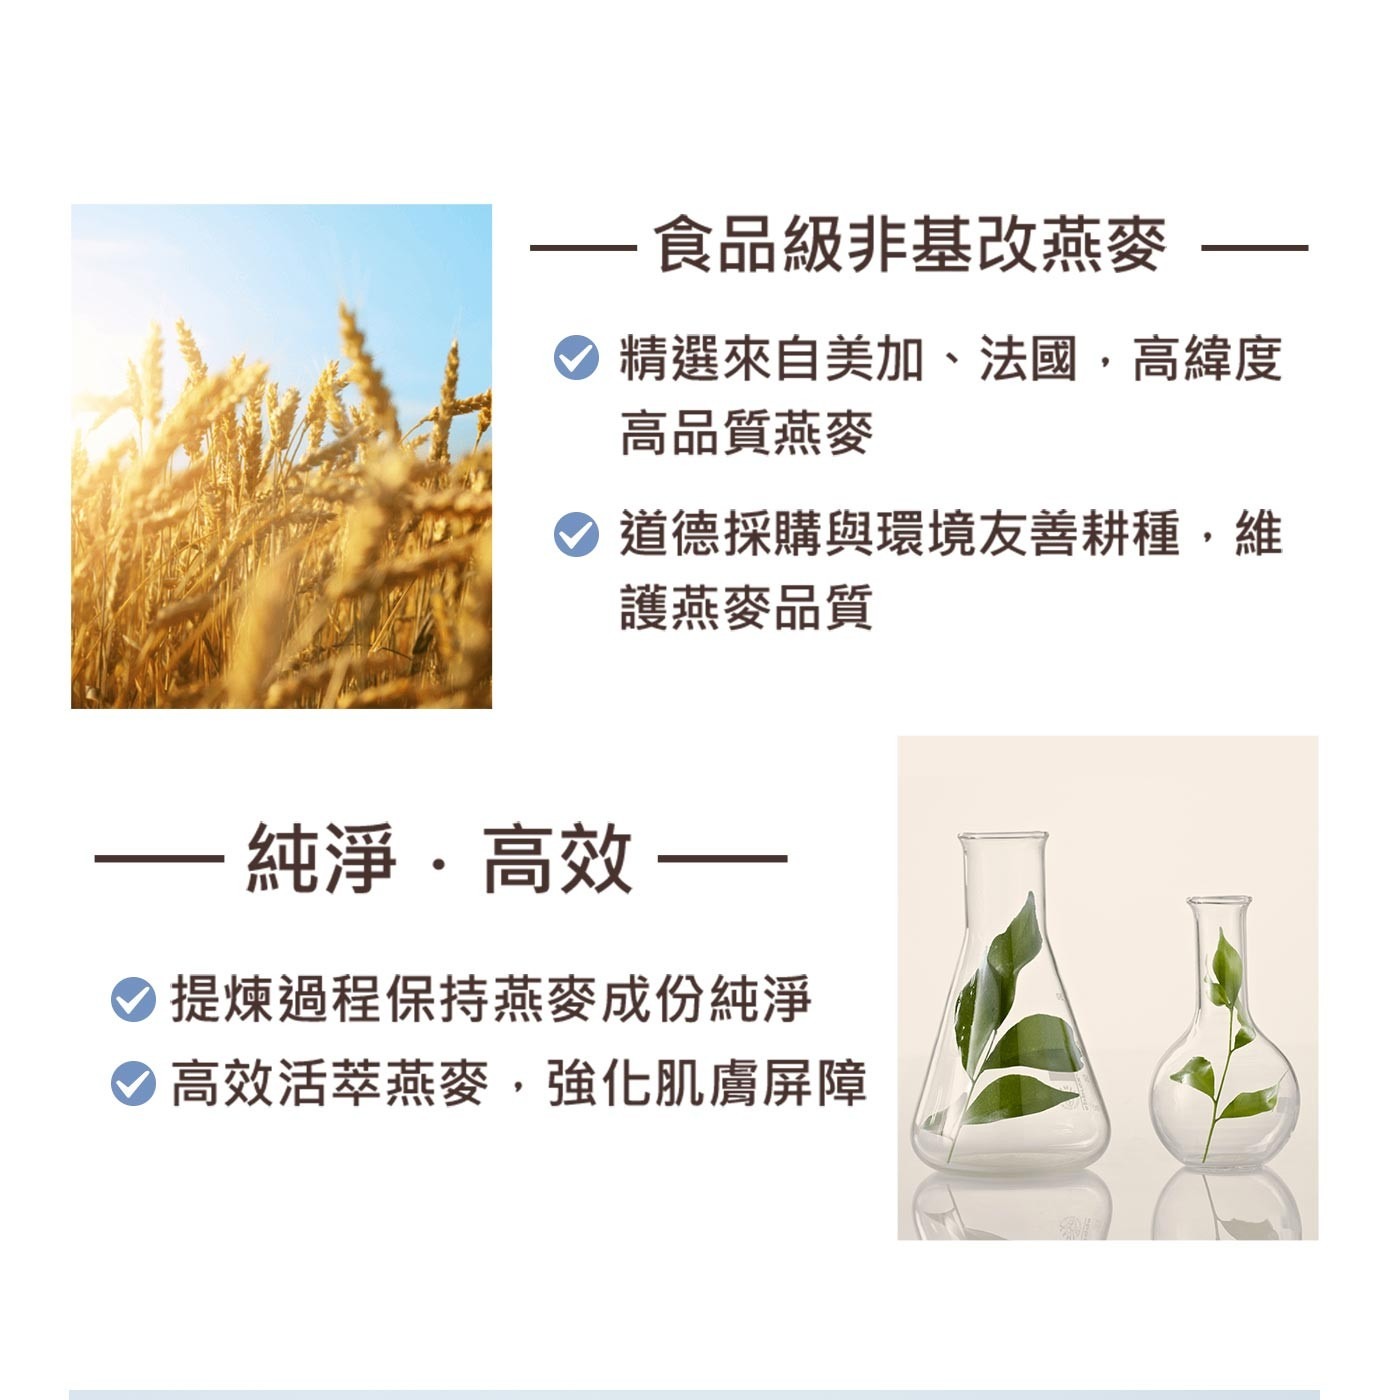 食品級非基改燕麥
精選來自美加、法國，高緯度
高品質燕麥
道德採購與環境友善耕種，維
護燕麥品質
純淨．高效
提煉過程保持燕麥成份純淨
高效活萃燕麥，強化肌膚屏障